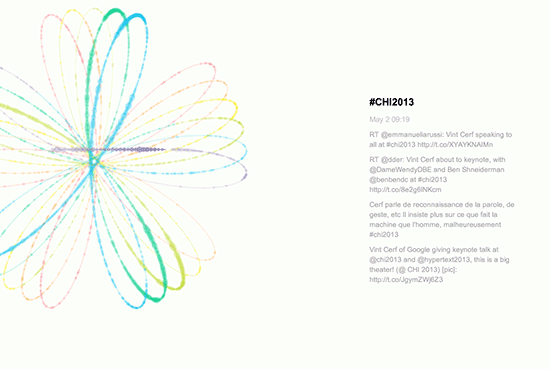 #CHI2013
May 2 09:19
RT @emmanuellarussi: Vint Cerf speaking to
all at #chi2013 http://t.co/XYAYKNAIMn
RT @dder: Vint Cerf about to keynote, with
@DameWendyDBE and Ben Shneiderman
@benbendc at #chi2013
Cerf parle de reconnaissance de la parole, de
geste, etc Il insiste plus sur ce que fait la
machine que l'homme, malheureusement
#chi2013
Vint Cerf of Google giving keynote talk at
@chi2013 and @hypertext2013, this is a big
theater! (@ CHI 2013) [pic]:
http://t.co/JgymZWj6Z3